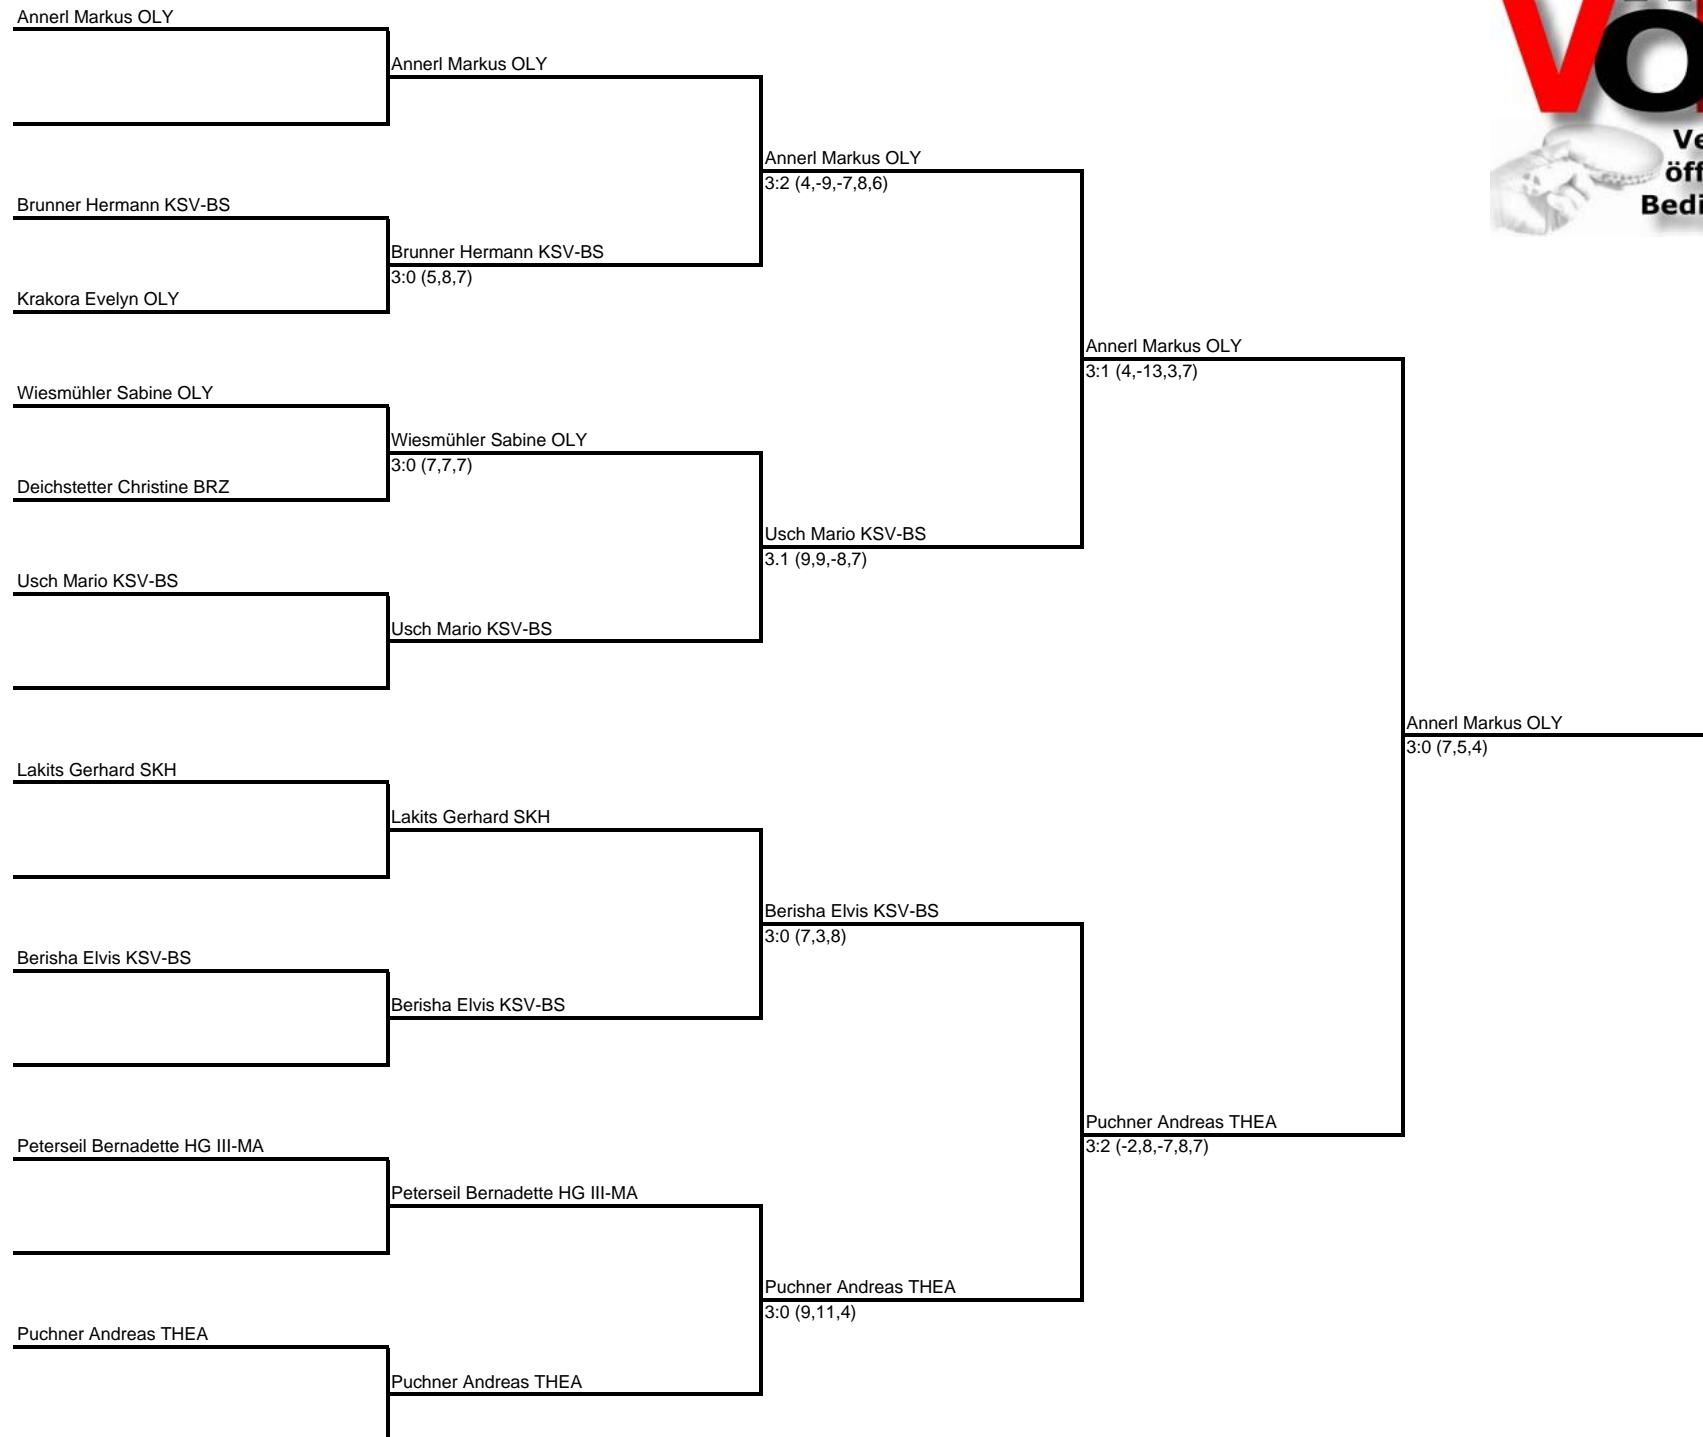 Annerl Markus OLY
Annerl Markus OLY
Annerl Markus OLY
3:2 (4,-9,-7,8,6)
Brunner Hermann KSV-BS
Brunner Hermann KSV-BS
3:0 (5,8,7)
Krakora Evelyn OLY
Annerl Markus OLY
3:1 (4,-13,3,7)
Wiesmühler Sabine OLY
Wiesmühler Sabine OLY
3:0 (7,7,7)
Deichstetter Christine BRZ
Usch Mario KSV-BS
3.1 (9,9,-8,7)
Usch Mario KSV-BS
Usch Mario KSV-BS
Annerl Markus OLY
3:0 (7,5,4)
Lakits Gerhard SKH
Lakits Gerhard SKH
Berisha Elvis KSV-BS
3:0 (7,3,8)
Berisha Elvis KSV-BS
Berisha Elvis KSV-BS
Puchner Andreas THEA
3:2 (-2,8,-7,8,7)
Peterseil Bernadette HG III-MA
Peterseil Bernadette HG III-MA
Puchner Andreas THEA
3:0 (9,11,4)
Puchner Andreas THEA
Puchner Andreas THEA
VÖ
Ve
öff
Bedi